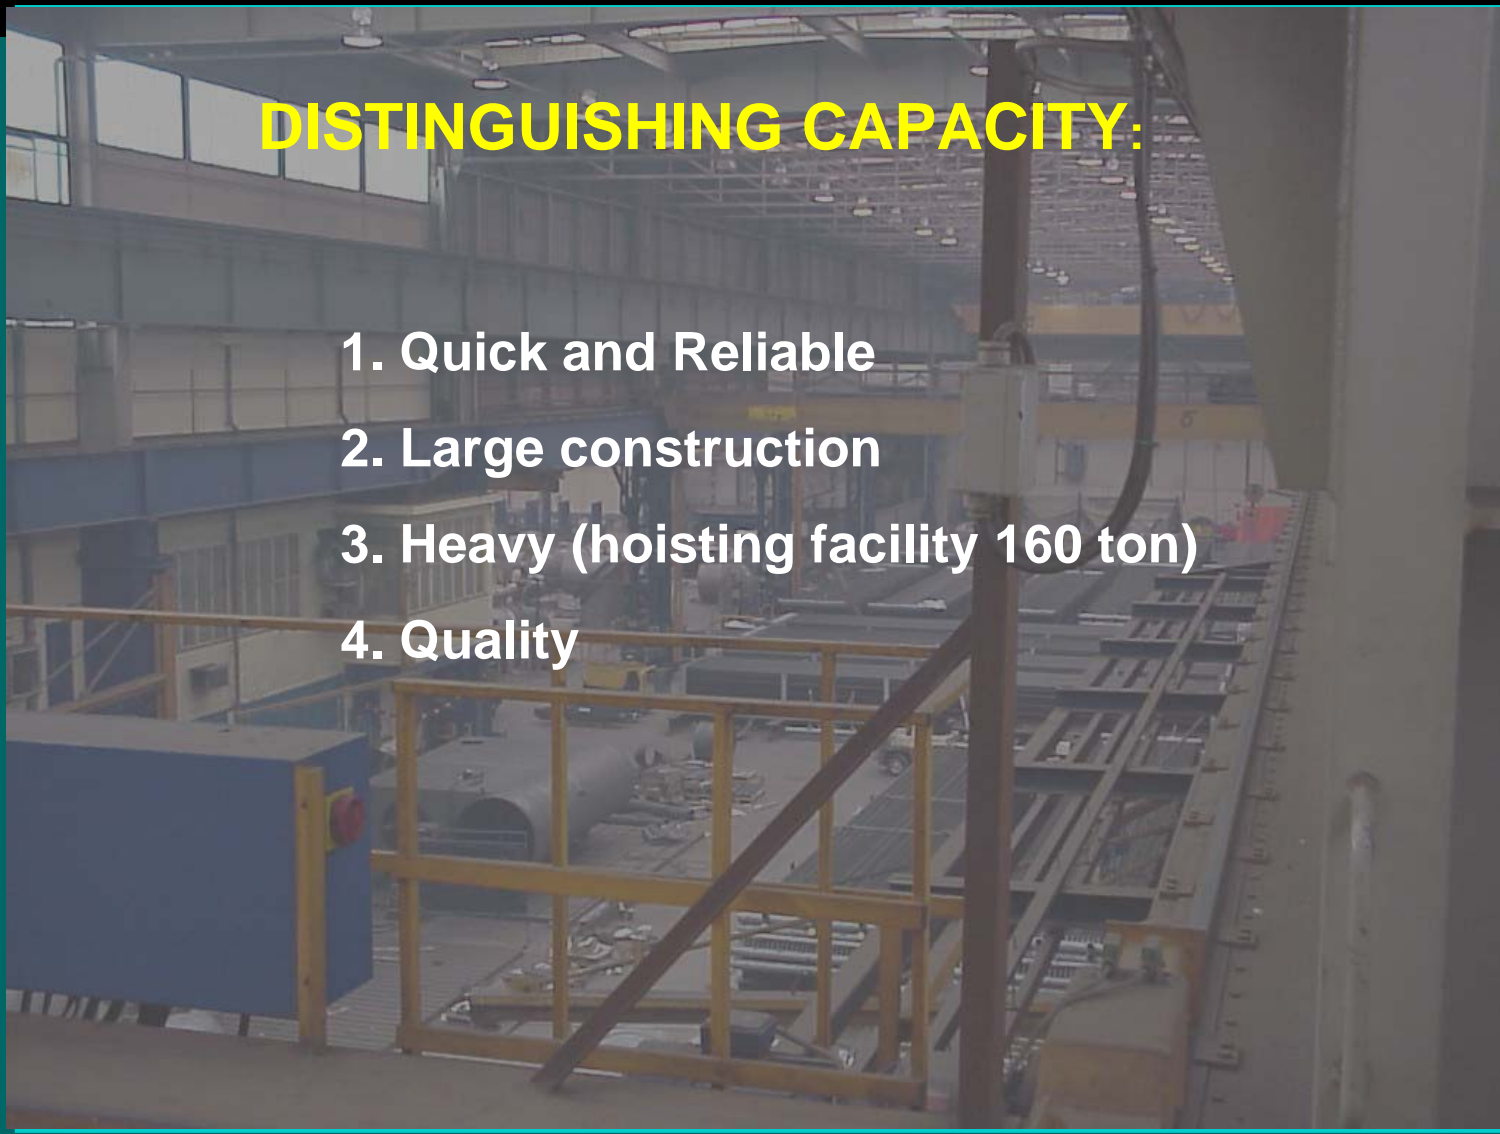 DISTINGUISHING CAPACITY:
1. Quick and Reliable
2. Large construction
3. Heavy (hoisting facility 160 ton)
4. Quality